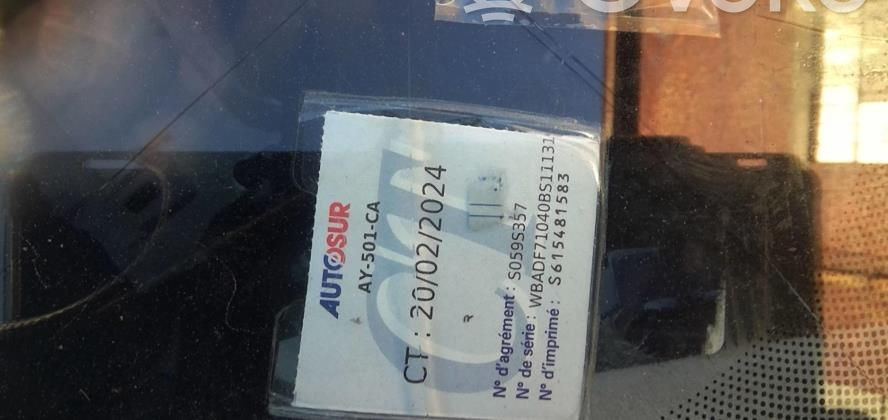 AUTOSUR
AY-501-CA
CT : 20/02/2024
N° d'agrément : S059S357
N° de série : WBADF71040BS11131
N° d'imprimé : S615481583